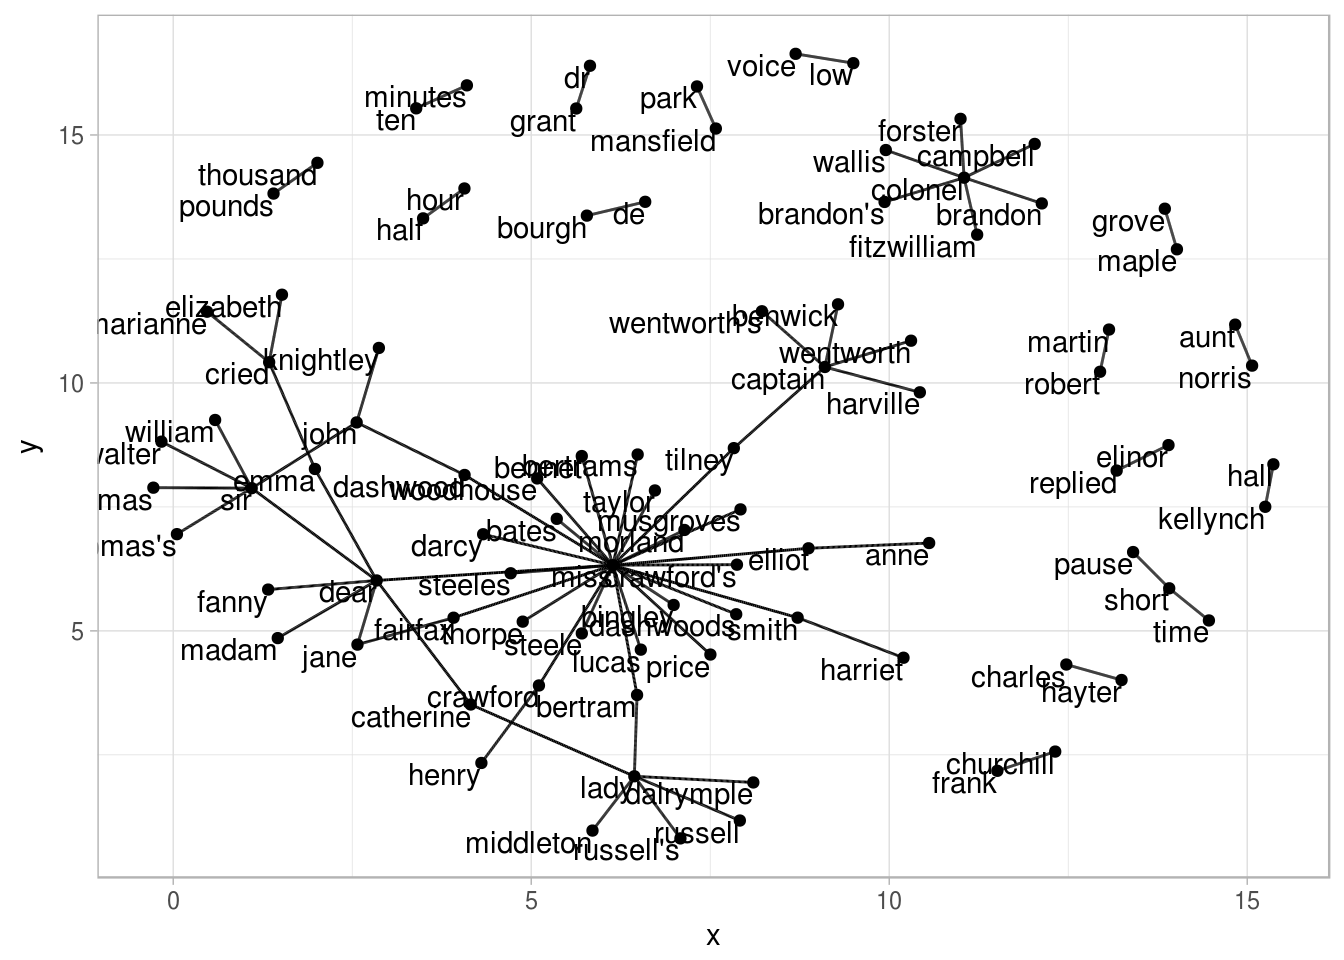 voice
low
dr
minutes
ten
grant
park
mansfield
forster
campbell
wallis
colonel
brandon's
brandon
fitzwilliam
15
thousand
pounds
hour
half
bourgh
de
grove
maple
elizabeth
marianne
knightley
cried
wentworth's
benwick
wentworth
captain
harville
martin
robert
aunt
norris
10
william
walter
john
emma
sir
dashwood
woodhouse
bennet
bertrams
tilney
taylor
musgroves
morland
bates
darcy
elinor
replied
hall
kellynch
mas
mas's
steeles
miss
crawford's
elliot
anne
fanny
dear
madam
jane
fairfax
thorpe
steele
bingley
dashwoods
smith
lucas
price
harriet
pause
short
time
5
charles
hayter
crawford
catherine
bertram
henry
lady
dalrymple
middleton
russell
russell's
churchill
frank
y
0
5
10
15
x